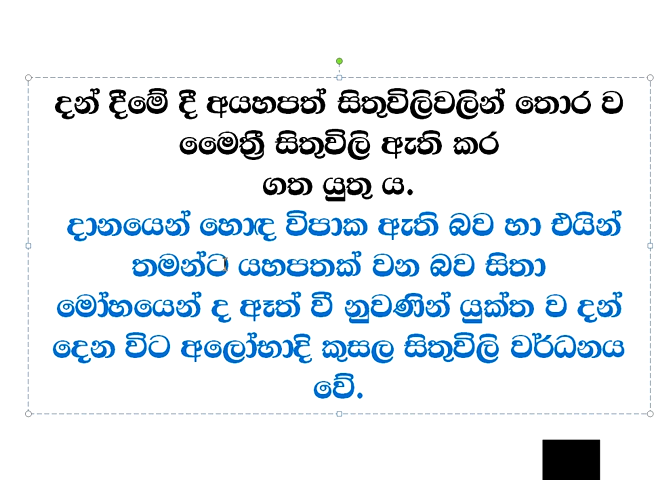 දන් දීමේ දී අයහපත් සිතුවිලිවලින් තොර ව
මෛත්‍රී සිතුවිලි ඇති කර
ගත යුතු ය.
දානයෙන් හොඳ විපාක ඇති බව හා එයින්
තමන්ට යහපතක් වන බව සිතා
මෝහයෙන් ද ඈත් වී නුවණින් යුක්ත ව දන්
දෙන විට අලෝභාදි කුසල සිතුවිලි වර්ධනය
වේ.